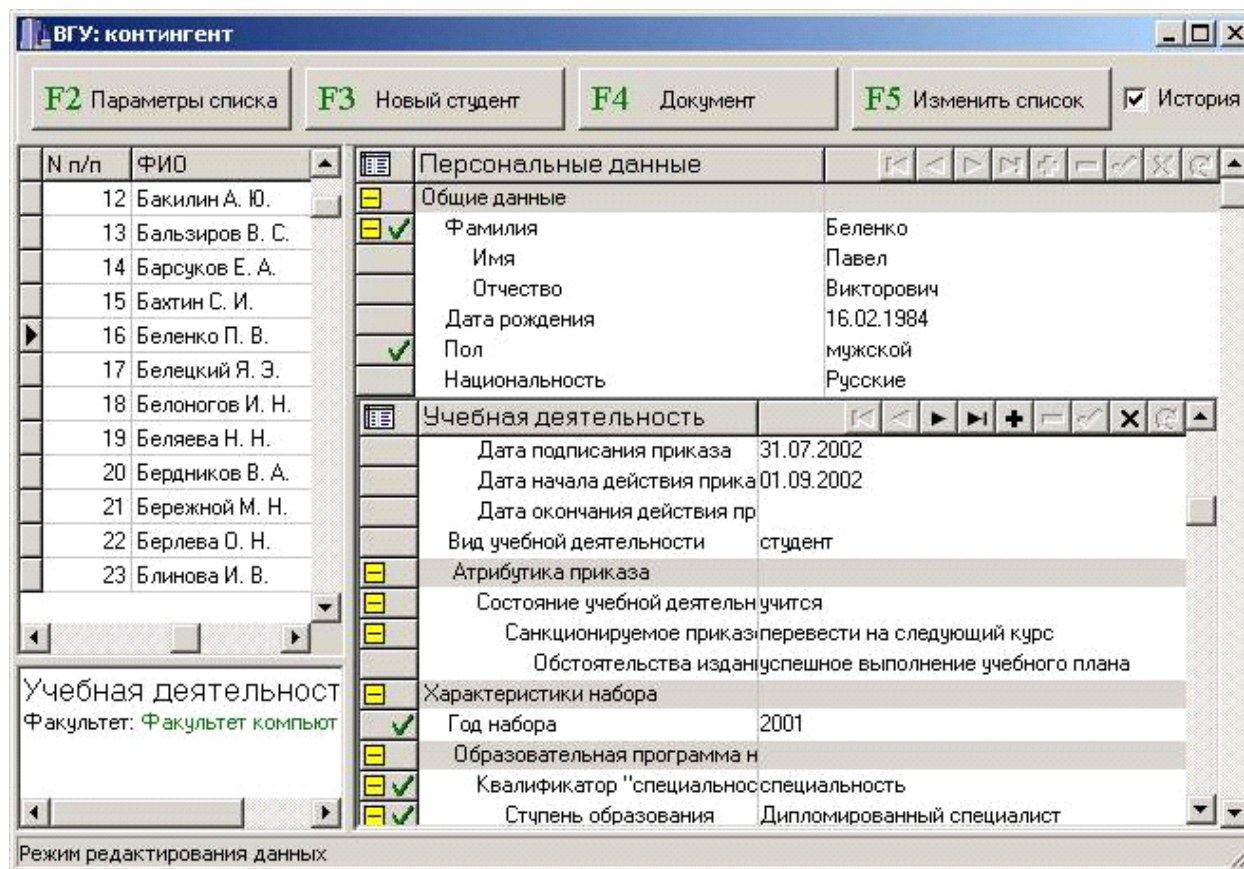 ВГУ: контингент
F2 Параметры списка
F3 Новый студент
F4 Документ
F5 Изменить список
История
N п/п ФИО
12 Бакилин А. Ю.
13 Бальзиров В. С.
14 Барсуков Е. А.
15 Бахтин С. И.
16 Беленко П. В.
17 Белецкий Я. Э.
18 Белоногов И. Н.
19 Беляева Н. Н.
20 Бердников В. А.
21 Бережной М. Н.
22 Берлева О. Н.
23 Блинова И. В.
Учебная деятельност
Факультет: Факультет компьют
Персональные данные
Общие данные
Фамилия Беленко
Имя Павел
Отчество Викторович
Дата рождения 16.02.1984
Пол мужской
Национальность Русские
Учебная деятельность
Дата подписания приказа 31.07.2002
Дата начала действия прика 01.09.2002
Дата окончания действия пр
Вид учебной деятельности студент
Атрибутика приказа
Состояние учебной деятельн учится
Санкционируемое приказ перевести на следующий курс
Обстоятельства издан успешное выполнение учебного плана
Характеристики набора
Год набора 2001
Образовательная программа н
Квалификатор "специальнос специальность
Ступень образования Дипломированный специалист
Режим редактирования данных